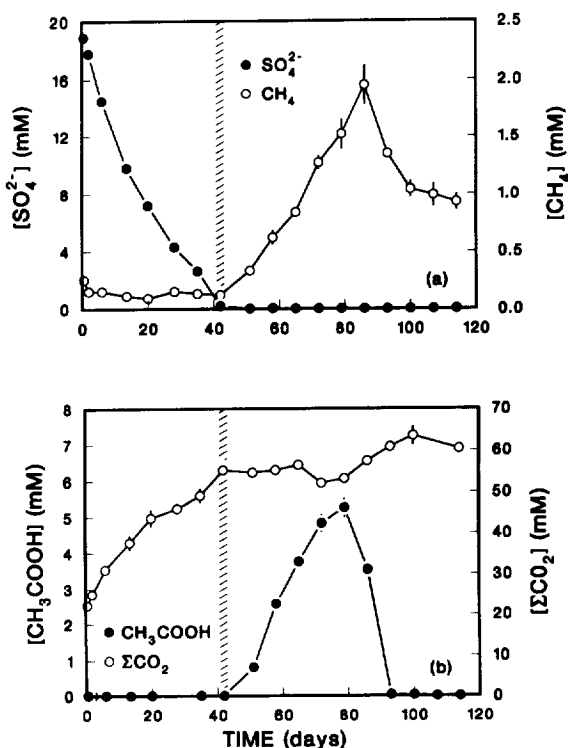 20
16
12
8
4
0
[SO₄²⁻] (mM)
● SO₄²⁻
○ CH₄
(a)
2.5
2.0
1.5
1.0
0.5
0.0
[CH₄] (mM)
0 20 40 60 80 100 120
8
7
6
5
4
3
2
1
0
[CH₃COOH] (mM)
● CH₃COOH
○ ΣCO₂
(b)
70
60
50
40
30
20
10
0
[ΣCO₂] (mM)
0 20 40 60 80 100 120
TIME (days)